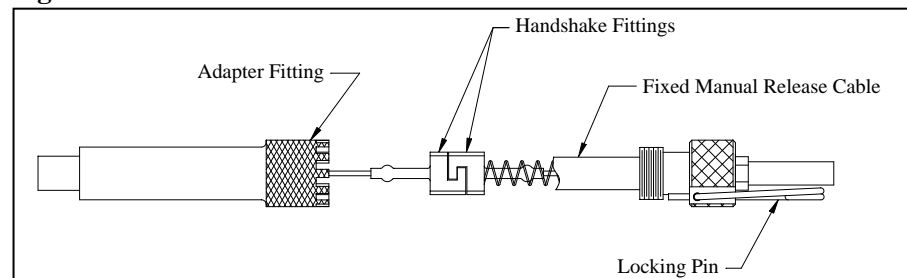 Handshake Fittings
Adapter Fitting
Fixed Manual Release Cable
Locking Pin